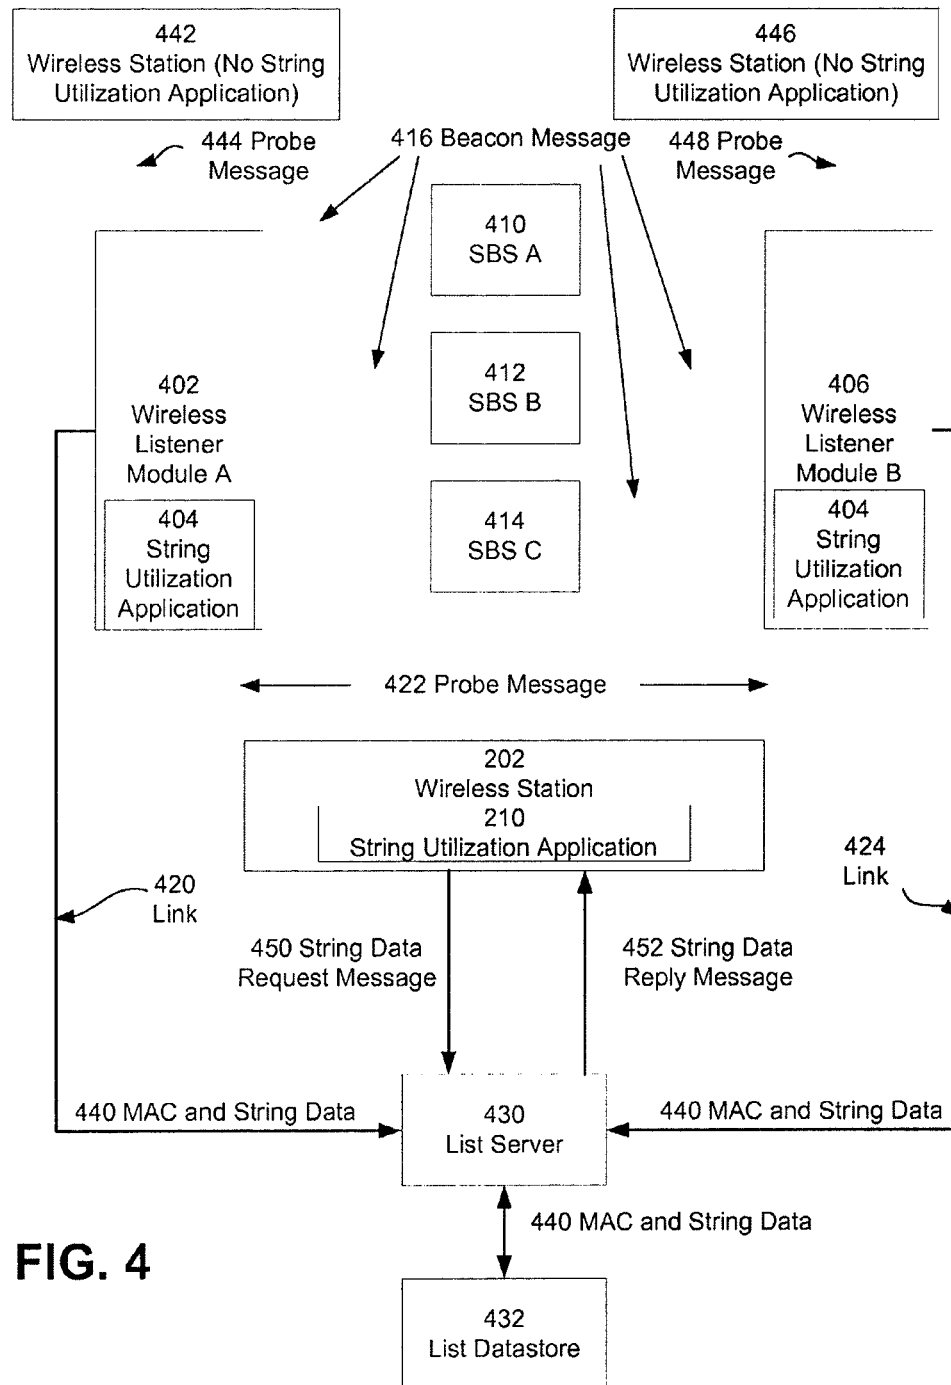 442
Wireless Station (No String
Utilization Application)
446
Wireless Station (No String
Utilization Application)
444 Probe
Message
416 Beacon Message
448 Probe
Message
410
SBS A
402
Wireless
Listener
Module A
412
SBS B
406
Wireless
Listener
Module B
404
String
Utilization
Application
414
SBS C
404
String
Utilization
Application
422 Probe Message
202
Wireless Station
210
String Utilization Application
420
Link
424
Link
450 String Data
Request Message
452 String Data
Reply Message
440 MAC and String Data
430
List Server
440 MAC and String Data
440 MAC and String Data
FIG. 4
432
List Datastore